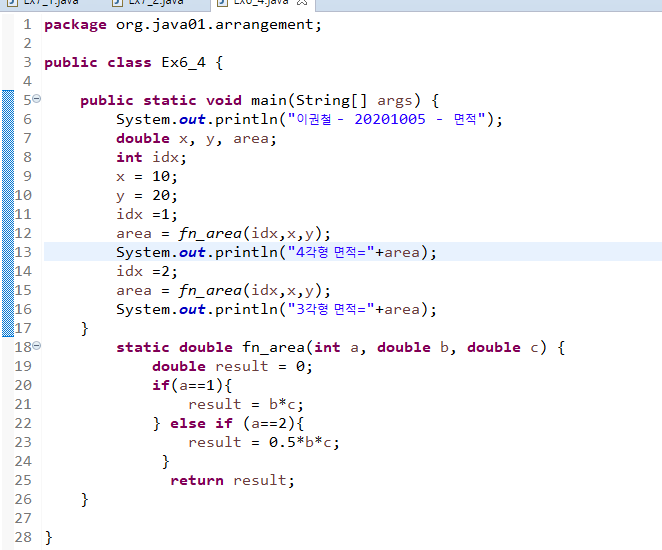 Ex7_1.java Ex7_2.java Ex6_4.java
1 package org.java01.arrangement;
2
3 public class Ex6_4 {
4
5 public static void main(String[] args) {
6 System.out.println("이권철 - 20201005 - 면적");
7 double x, y, area;
8 int idx;
9 x = 10;
10 y = 20;
11 idx =1;
12 area = fn_area(idx,x,y);
13 System.out.println("4각형 면적="+area);
14 idx =2;
15 area = fn_area(idx,x,y);
16 System.out.println("3각형 면적="+area);
17 }
18 static double fn_area(int a, double b, double c) {
19 double result = 0;
20 if(a==1){
21 result = b*c;
22 } else if (a==2){
23 result = 0.5*b*c;
24 }
25 return result;
26 }
27
28 }